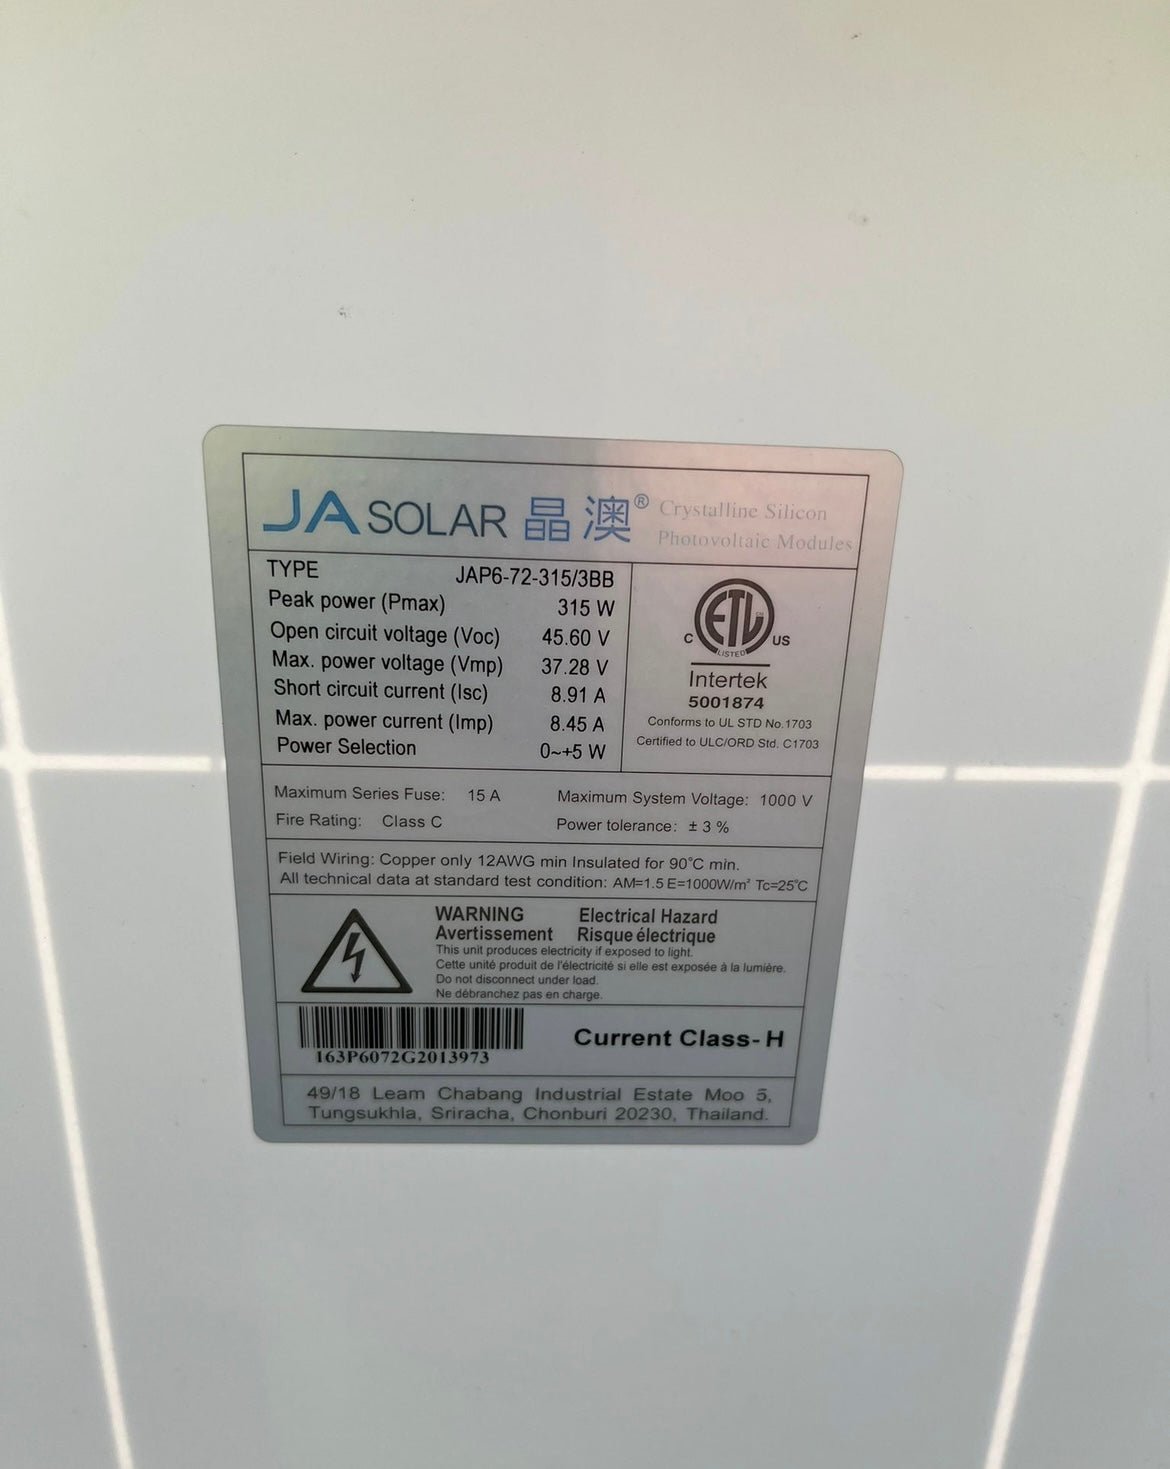 JA SOLAR 晶澳® Crystalline Silicon
Photovoltaic Modules
TYPE JAP6-72-315/3BB
Peak power (Pmax) 315 W
Open circuit voltage (Voc) 45.60 V
Max. power voltage (Vmp) 37.28 V
Short circuit current (Isc) 8.91 A
Max. power current (Imp) 8.45 A
Power Selection 0~+5 W
ETL CM
C US
LISTED
Intertek
5001874
Conforms to UL STD No.1703
Certified to ULC/ORD Std. C1703
Maximum Series Fuse: 15 A Maximum System Voltage: 1000 V
Fire Rating: Class C Power tolerance: ± 3 %
Field Wiring: Copper only 12AWG min Insulated for 90°C min.
All technical data at standard test condition: AM=1.5 E=1000W/m² Tc=25°C
WARNING Electrical Hazard
Avertissement Risque électrique
This unit produces electricity if exposed to light.
Cette unité produit de l'électricité si elle est exposée à la lumière.
Do not disconnect under load.
Ne débranchez pas en charge.
163P6072G2013973
Current Class-H
49/18 Leam Chabang Industrial Estate Moo 5,
Tungsukhla, Sriracha, Chonburi 20230, Thailand.